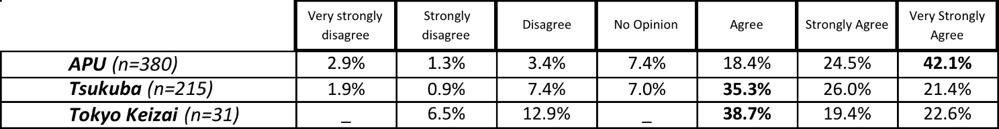 Very strongly disagree Strongly disagree Disagree No Opinion Agree Strongly Agree Very Strongly Agree
APU (n=380) 2.9% 1.3% 3.4% 7.4% 18.4% 24.5% 42.1%
Tsukuba (n=215) 1.9% 0.9% 7.4% 7.0% 35.3% 26.0% 21.4%
Tokyo Keizai (n=31) _ 6.5% 12.9% _ 38.7% 19.4% 22.6%